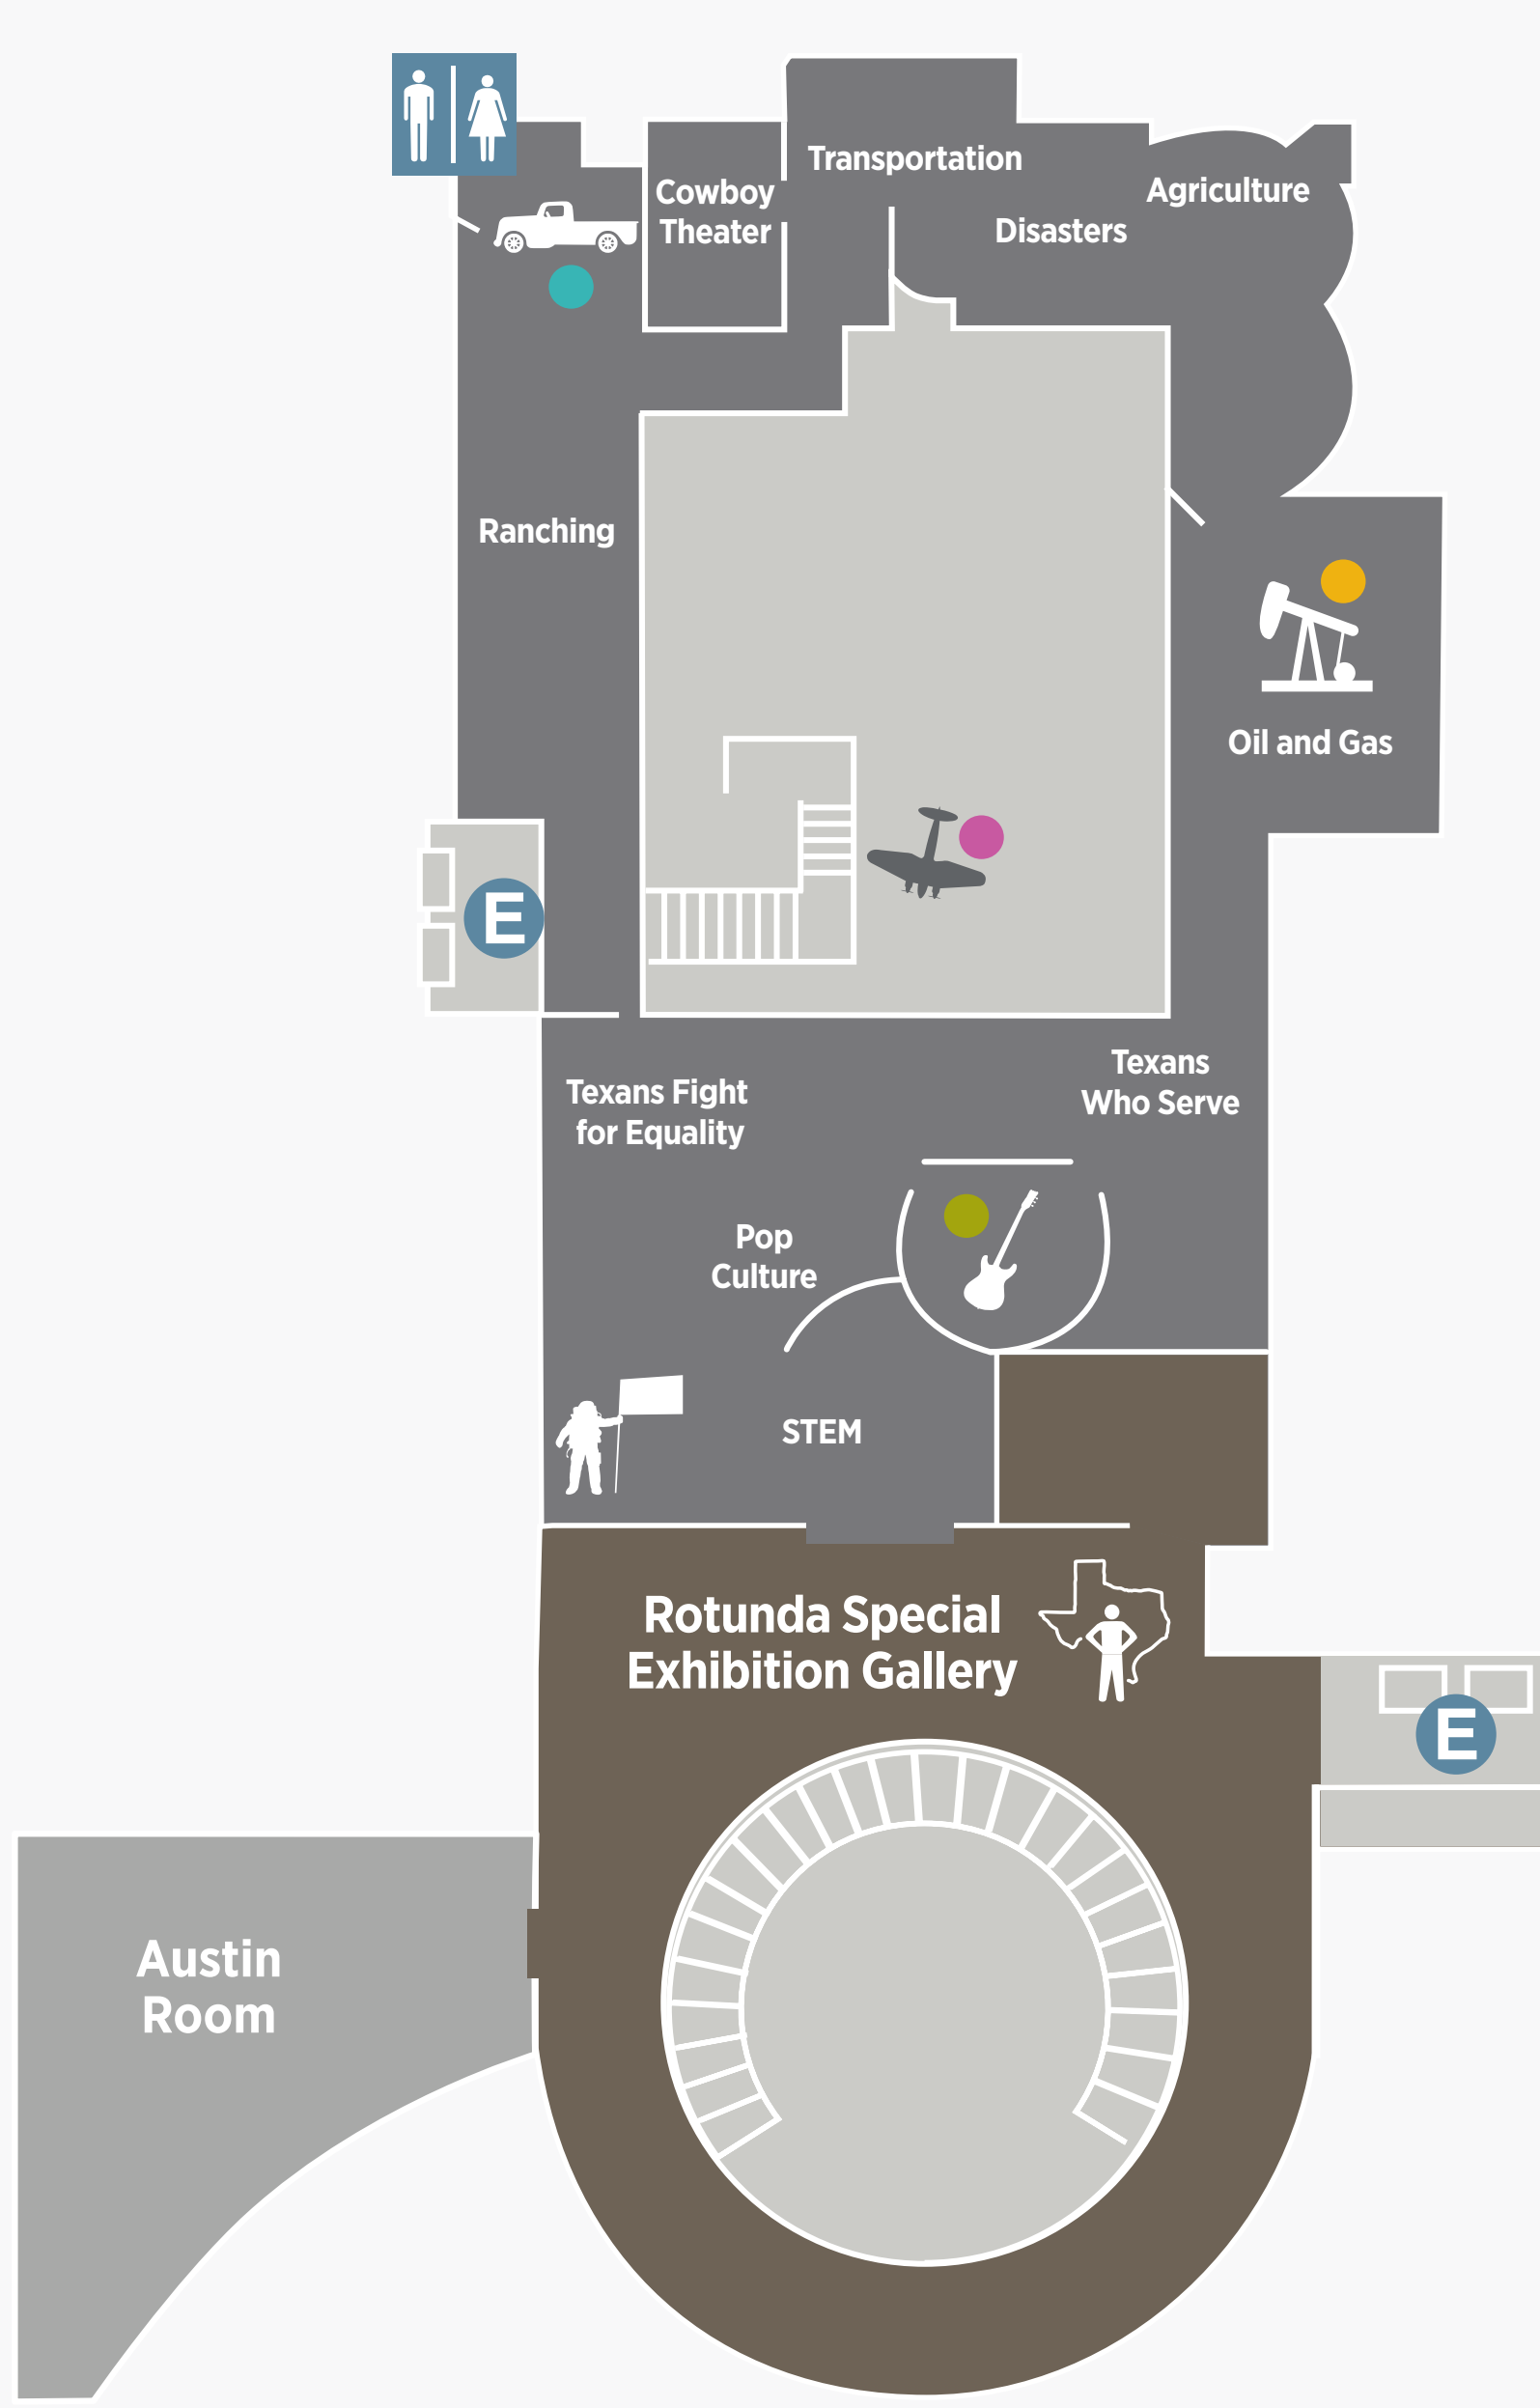 Transportation
Cowboy
Theater
Agriculture
Disasters
Ranching
Oil and Gas
E
Texans
Who Serve
Texans Fight
for Equality
Pop
Culture
STEM
Rotunda Special
Exhibition Gallery
E
Austin
Room